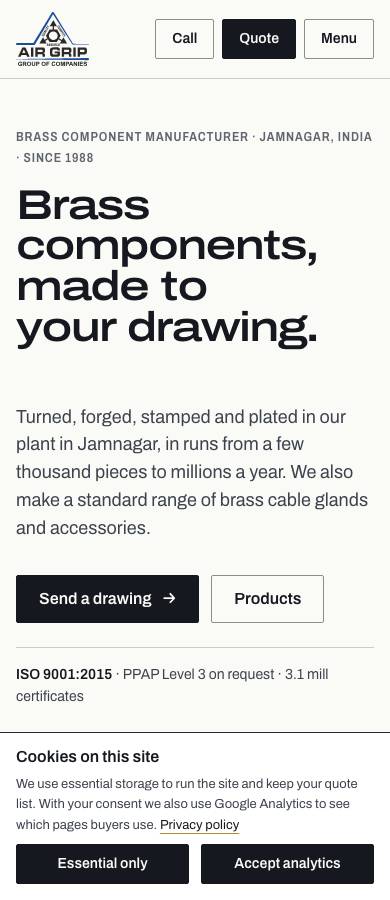 AIR GRIP
GROUP OF COMPANIES
Call
Quote
Menu
BRASS COMPONENT MANUFACTURER · JAMNAGAR, INDIA
· SINCE 1988
Brass
components,
made to
your drawing.
Turned, forged, stamped and plated in our
plant in Jamnagar, in runs from a few
thousand pieces to millions a year. We also
make a standard range of brass cable glands
and accessories.
Send a drawing →
Products
ISO 9001:2015 · PPAP Level 3 on request · 3.1 mill
certificates
Cookies on this site
We use essential storage to run the site and keep your quote
list. With your consent we also use Google Analytics to see
which pages buyers use. Privacy policy
Essential only
Accept analytics